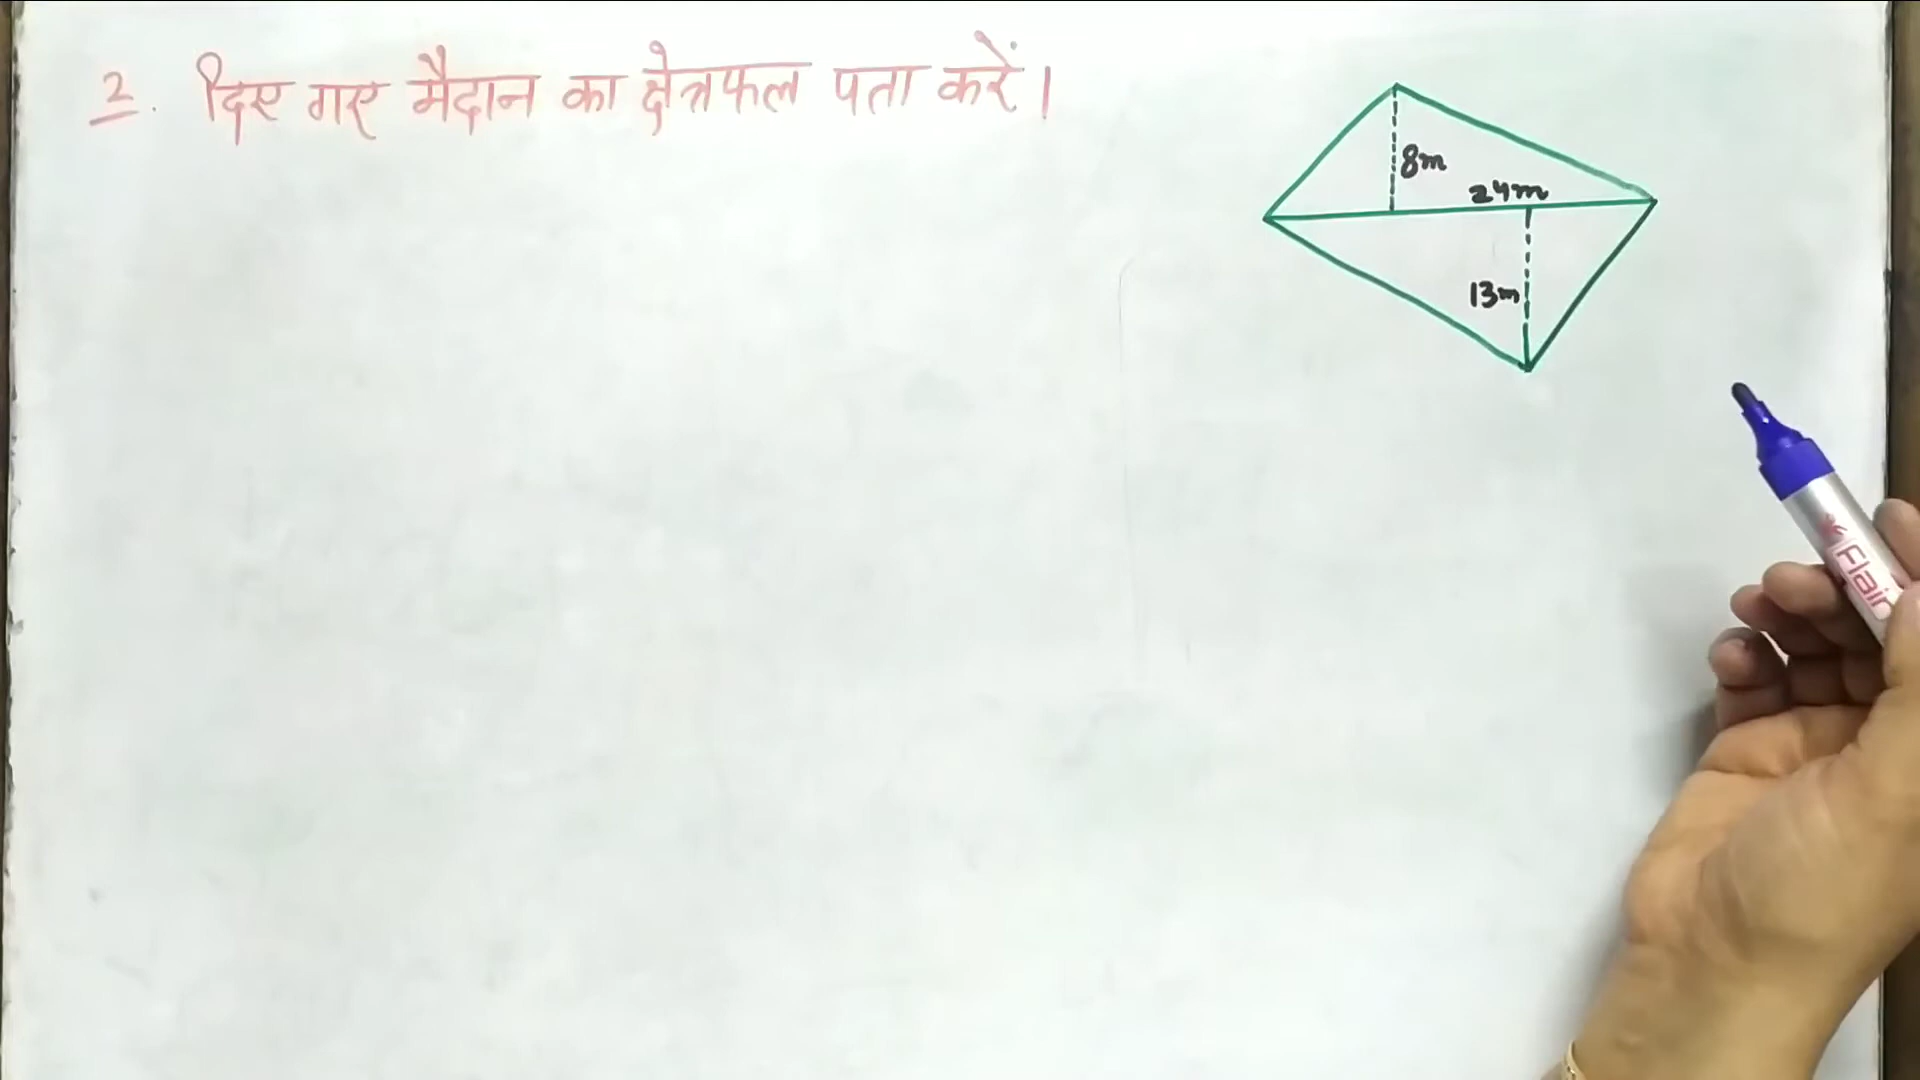 2. दिए गए मैदान का क्षेत्रफल पता करें।
8m
24m
13m
Flair